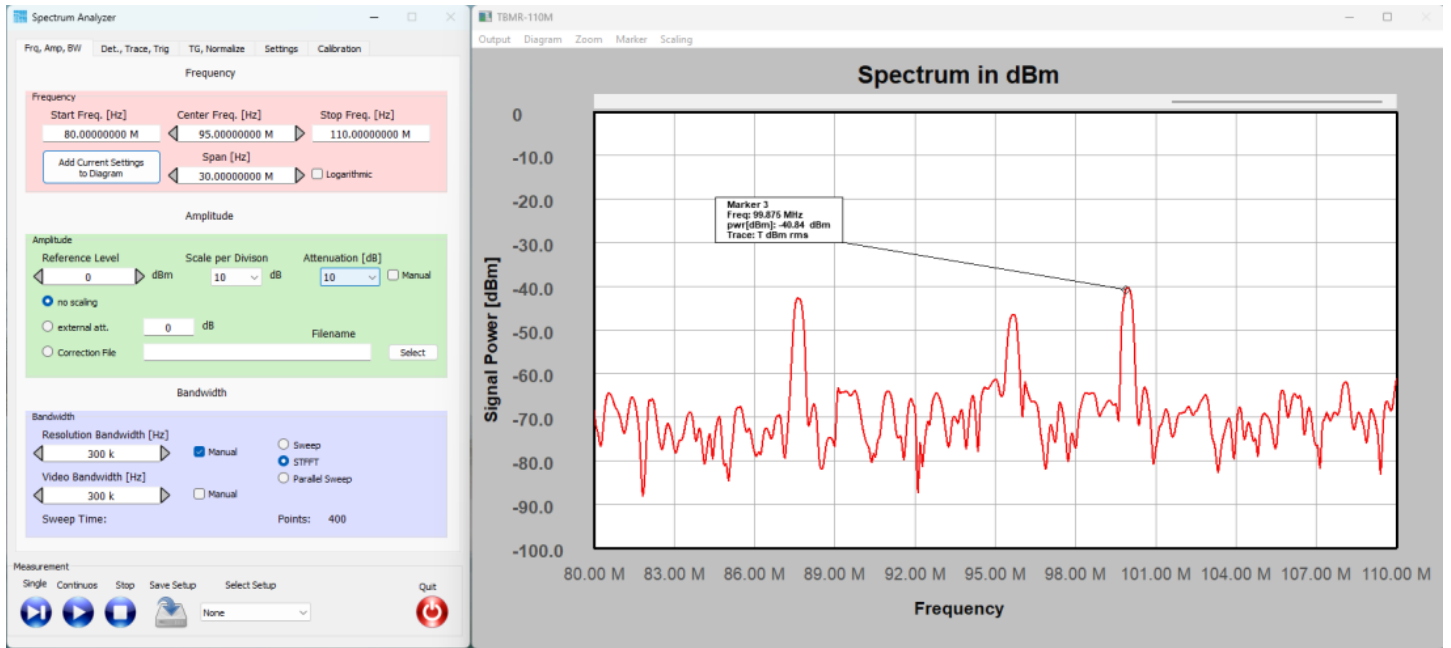 Spectrum Analyzer
Frq, Amp, BW Det., Trace, Trig TG, Normalize Settings Calibration
Frequency
Frequency
Start Freq. [Hz] Center Freq. [Hz] Stop Freq. [Hz]
80.00000000 M 95.00000000 M 110.00000000 M
Add Current Settings
to Diagram
Span [Hz]
30.00000000 M Logarithmic
Amplitude
Amplitude
Reference Level Scale per Divison Attenuation [dB]
0 dBm 10 dB 10 Manual
no scaling
external att. 0 dB
Filename
Correction File Select
Bandwidth
Bandwidth
Resolution Bandwidth [Hz]
300 k Manual
Sweep
STFFT
Parallel Sweep
Video Bandwidth [Hz]
300 k Manual
Sweep Time: Points: 400
Measurement
Single Continuos Stop Save Setup Select Setup Quit
None
TBMR-110M
Output Diagram Zoom Marker Scaling
Spectrum in dBm
Signal Power [dBm]
0
-10.0
-20.0
-30.0
-40.0
-50.0
-60.0
-70.0
-80.0
-90.0
-100.0
Marker 3
Freq: 99.875 MHz
pwr[dBm]: -40.84 dBm
Trace: T dBm rms
80.00 M 83.00 M 86.00 M 89.00 M 92.00 M 95.00 M 98.00 M 101.00 M 104.00 M 107.00 M 110.00 M
Frequency